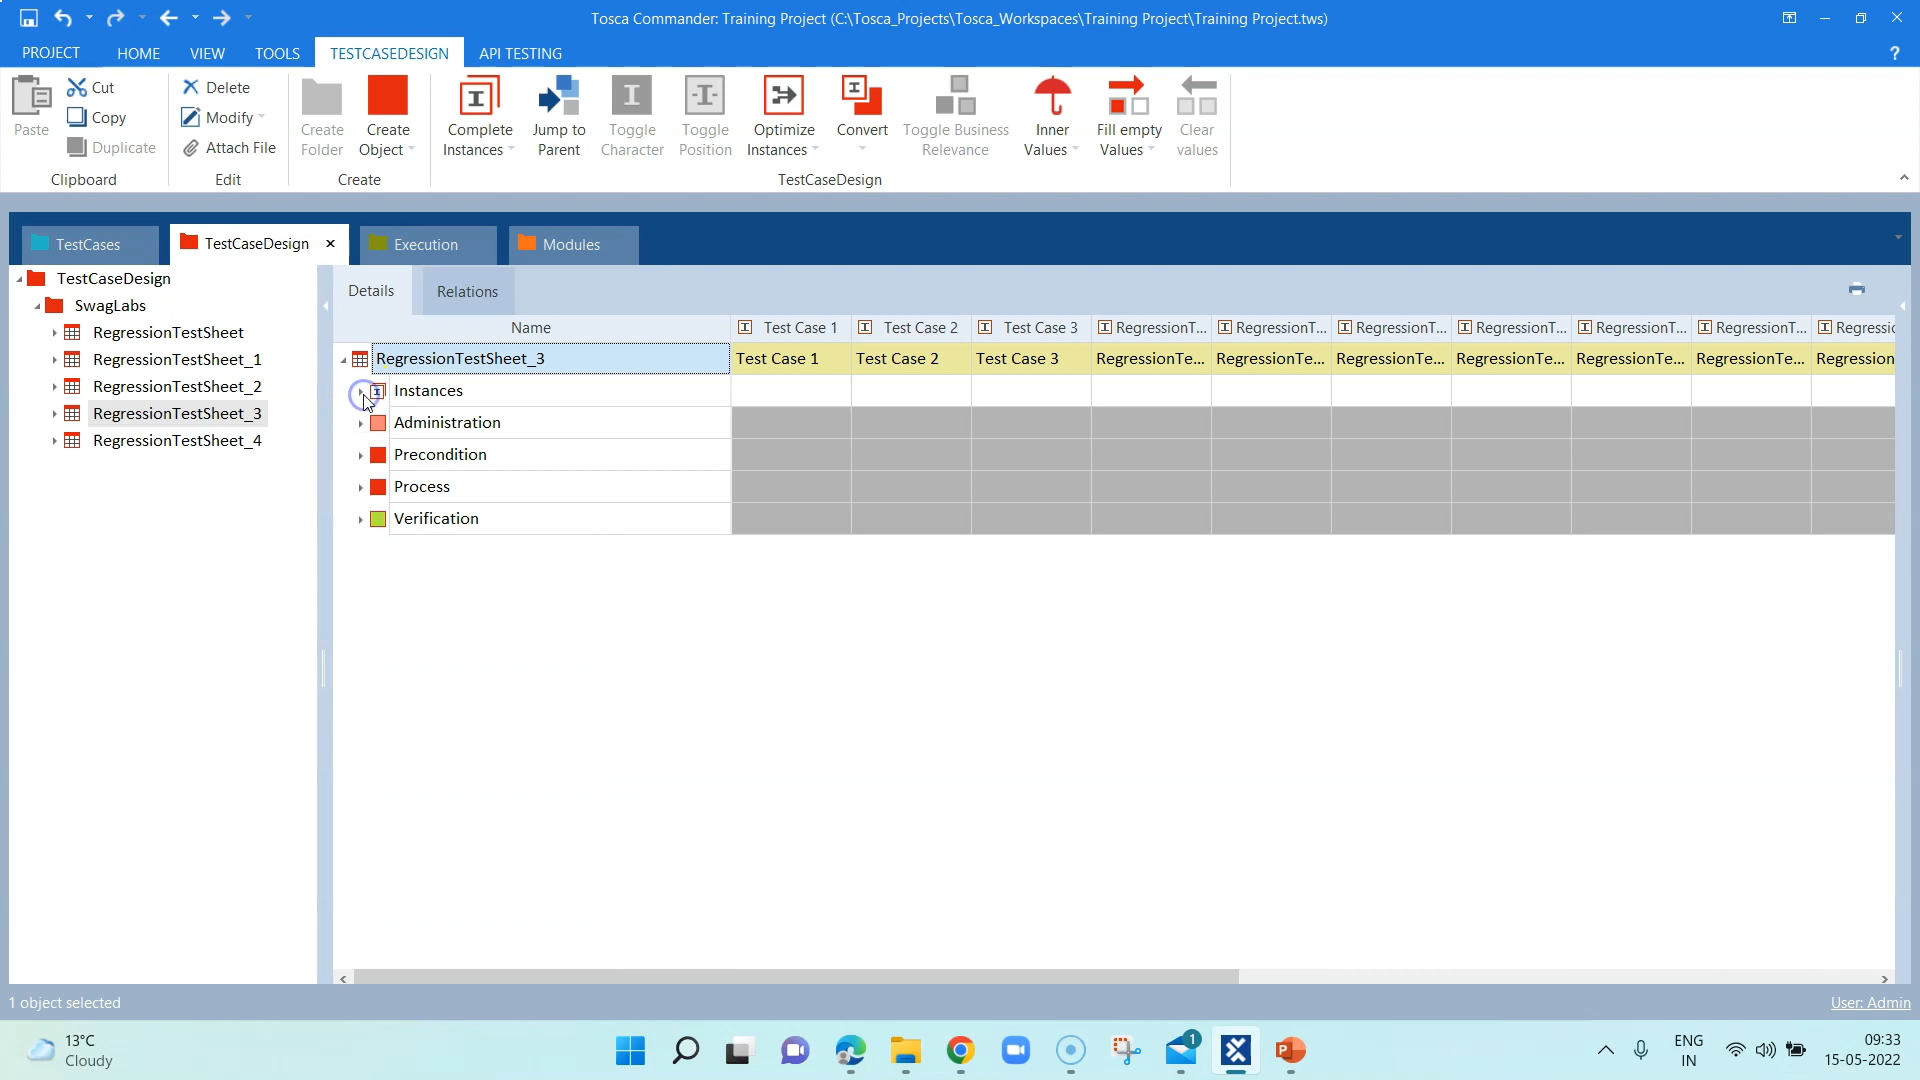 Tosca Commander: Training Project (C:\Tosca_Projects\Tosca_Workspaces\Training Project\Training Project.tws)
PROJECT HOME VIEW TOOLS TESTCASEDESIGN API TESTING ?
Paste
Cut
Copy
Duplicate
Clipboard
Delete
Modify
Attach File
Edit
Create Folder
Create Object
Create
Complete Instances
Jump to Parent
Toggle Character
Toggle Position
Optimize Instances
Convert
Toggle Business Relevance
Inner Values
Fill empty Values
Clear values
TestCaseDesign
TestCases TestCaseDesign Execution Modules
TestCaseDesign
SwagLabs
RegressionTestSheet
RegressionTestSheet_1
RegressionTestSheet_2
RegressionTestSheet_3
RegressionTestSheet_4
Details Relations
Name Test Case 1 Test Case 2 Test Case 3 RegressionT... RegressionT... RegressionT... RegressionT... RegressionT... RegressionT... Regressic
RegressionTestSheet_3 Test Case 1 Test Case 2 Test Case 3 RegressionTe... RegressionTe... RegressionTe... RegressionTe... RegressionTe... RegressionTe... Regression
Instances
Administration
Precondition
Process
Verification
1 object selected
User: Admin
13°C
Cloudy
1
ENG
IN
09:33
15-05-2022